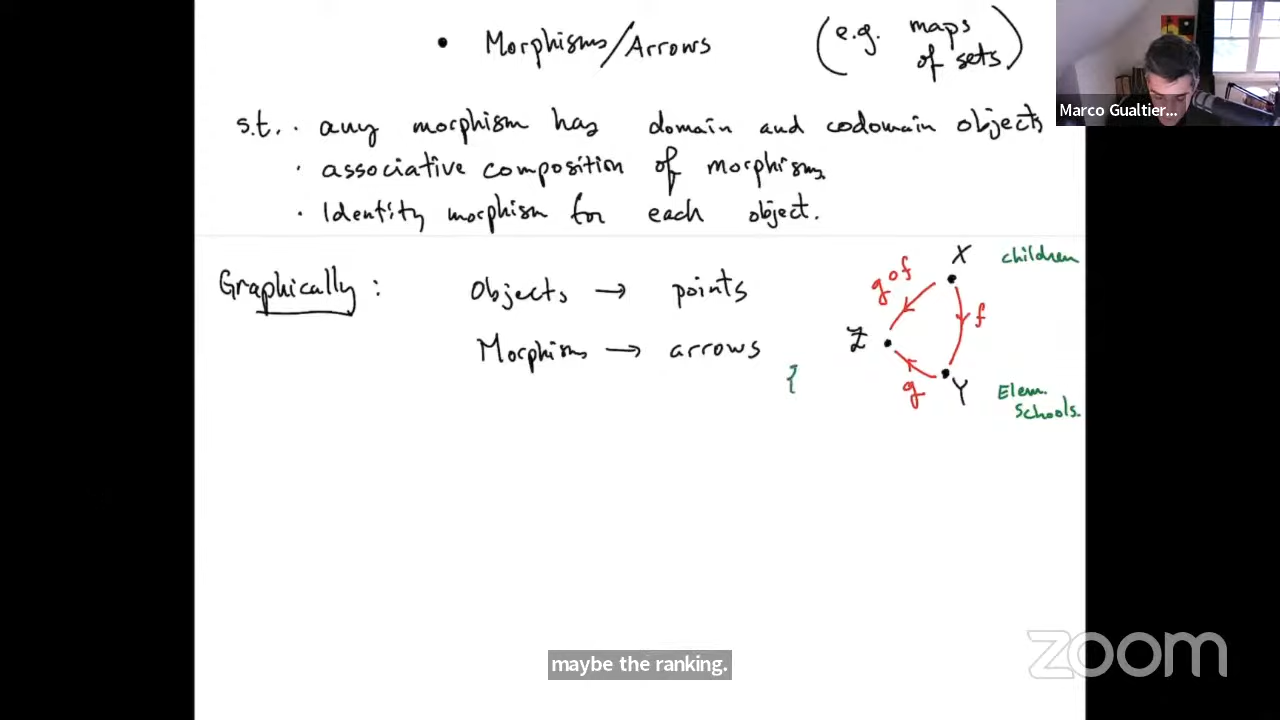 • Morphisms/Arrows (e.g. maps of sets)
Marco Gualtier...
s.t. · any morphism has domain and codomain objects
· associative composition of morphisms.
· Identity morphism for each object.
Graphically : Objects → points
Morphism → arrows
X children
g∘f
f
Z
g
Y Elem. Schools.
{
maybe the ranking.
zoom